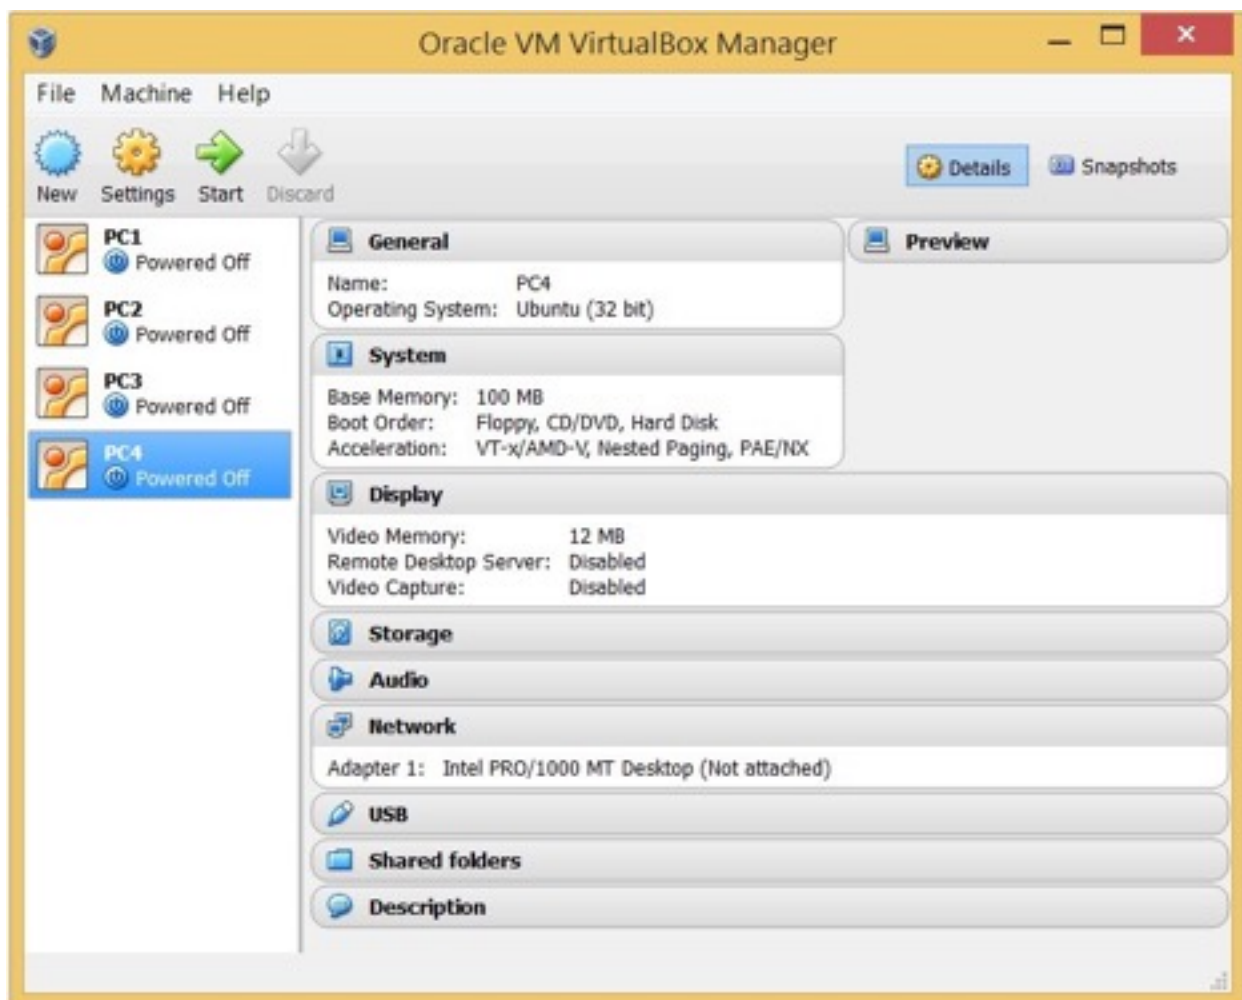 Oracle VM VirtualBox Manager
File Machine Help
New Settings Start Discard
Details Snapshots
PC1
Powered Off
PC2
Powered Off
PC3
Powered Off
PC4
Powered Off
General
Name: PC4
Operating System: Ubuntu (32 bit)
System
Base Memory: 100 MB
Boot Order: Floppy, CD/DVD, Hard Disk
Acceleration: VT-x/AMD-V, Nested Paging, PAE/NX
Preview
Display
Video Memory: 12 MB
Remote Desktop Server: Disabled
Video Capture: Disabled
Storage
Audio
Network
Adapter 1: Intel PRO/1000 MT Desktop (Not attached)
USB
Shared folders
Description